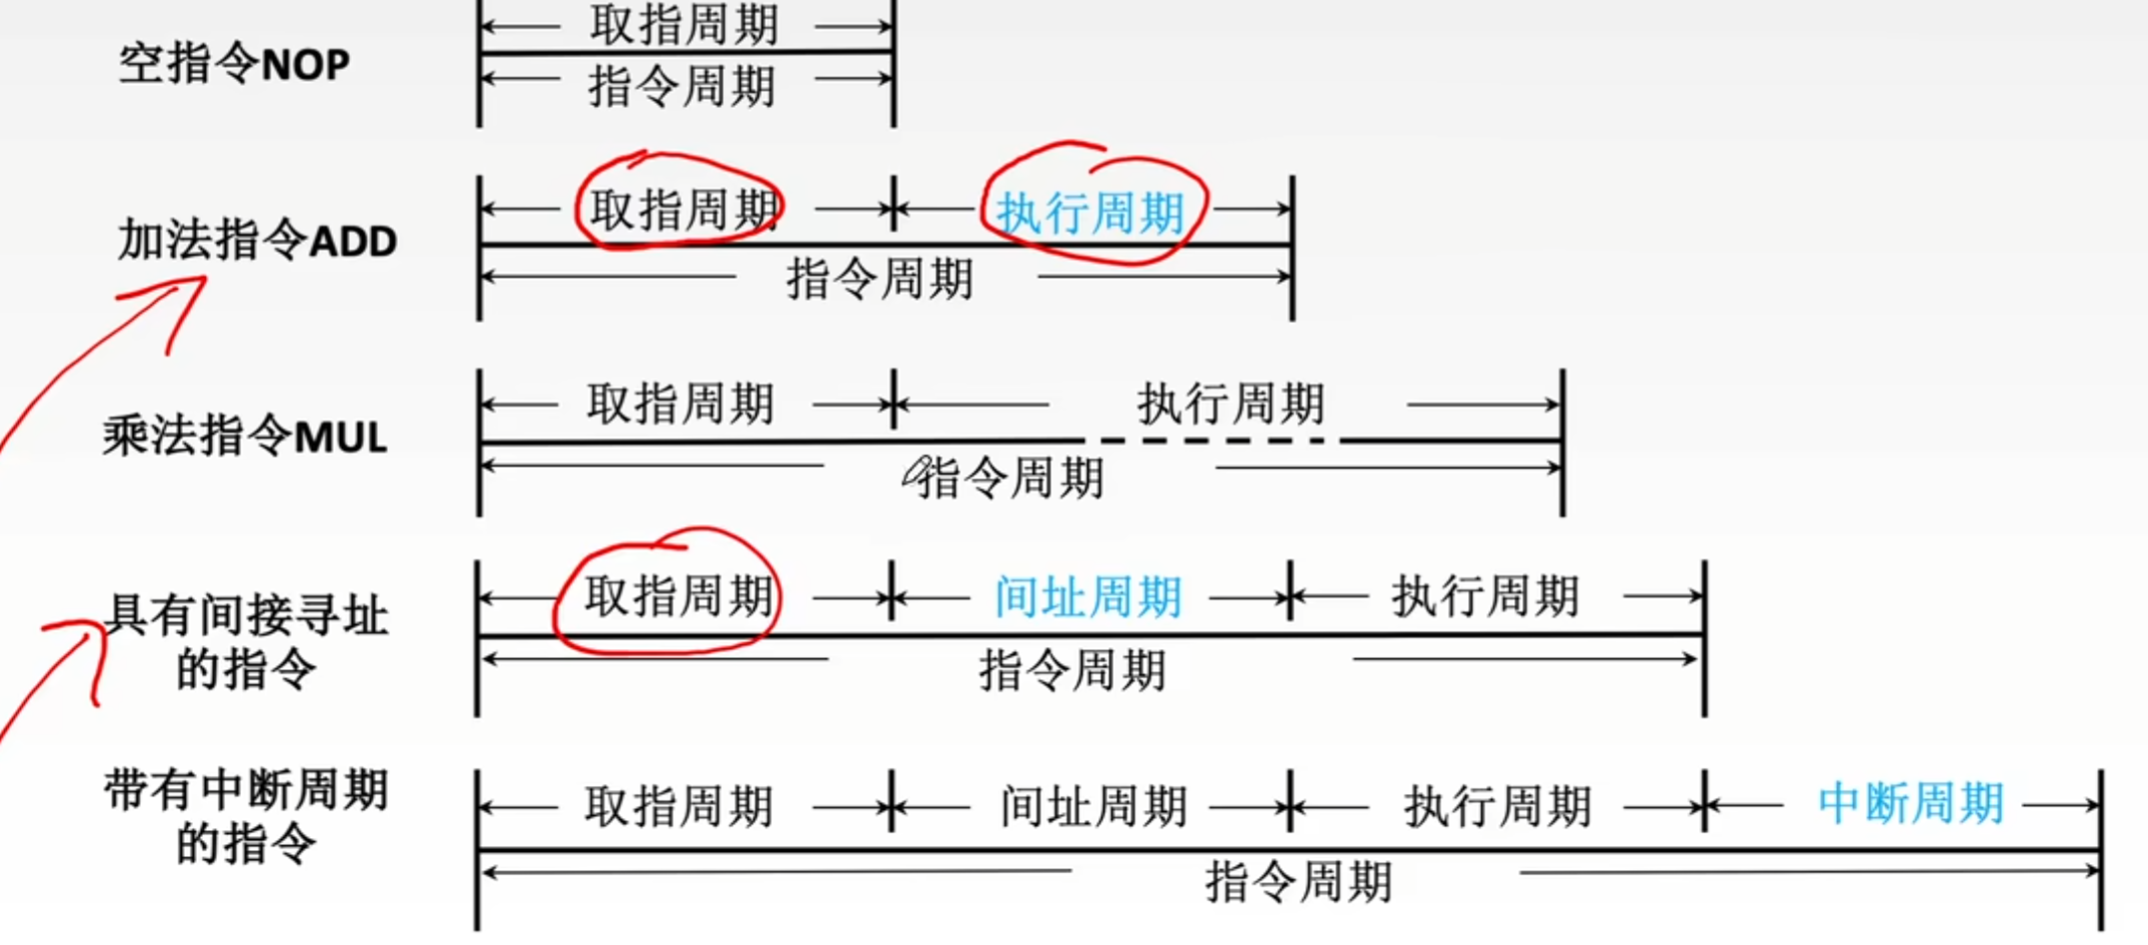 取指周期
空指令NOP
指令周期
取指周期 执行周期
加法指令ADD
指令周期
取指周期 执行周期
乘法指令MUL
指令周期
取指周期 间址周期 执行周期
具有间接寻址
的指令
指令周期
带有中断周期
的指令
取指周期 间址周期 执行周期 中断周期
指令周期